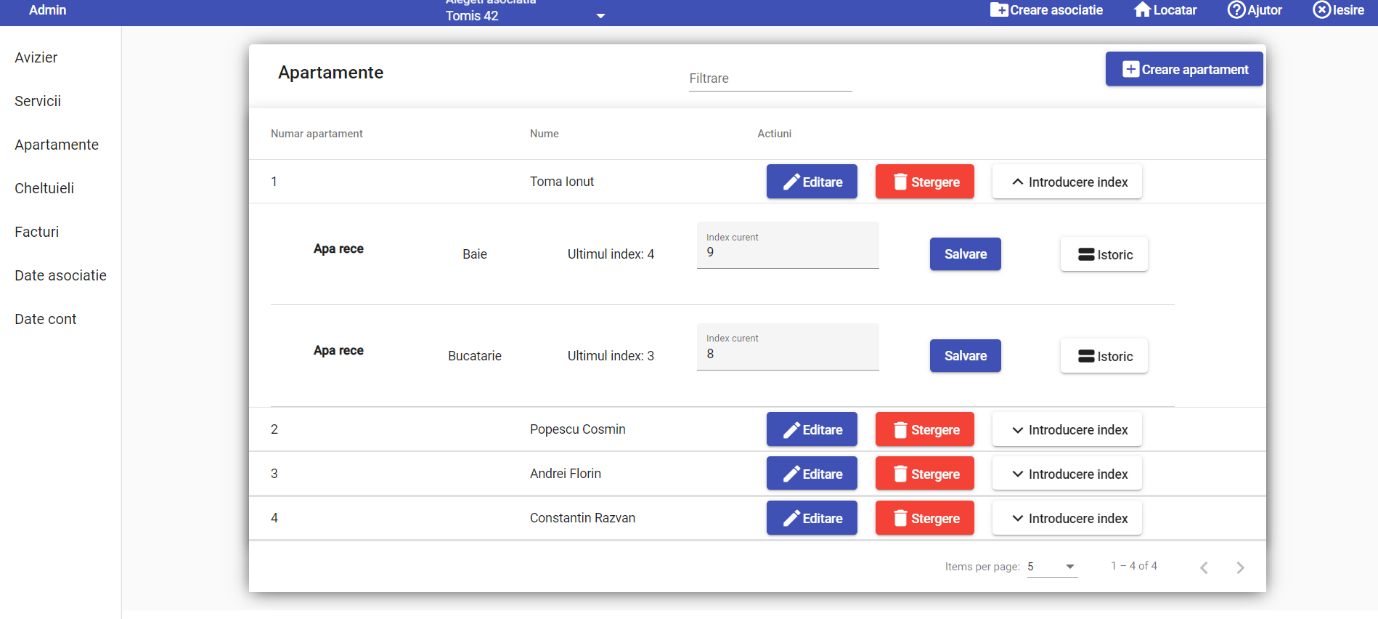 Admin
Alegeti asociatia
Tomis 42
Creare asociatie
Locatar
Ajutor
Iesire
Avizier
Servicii
Apartamente
Cheltuieli
Facturi
Date asociatie
Date cont
Apartamente
Filtrare
Creare apartament
Numar apartament Nume Actiuni
1 Toma Ionut Editare Stergere Introducere index
Apa rece Baie Ultimul index: 4 Index curent 9 Salvare Istoric
Apa rece Bucatarie Ultimul index: 3 Index curent 8 Salvare Istoric
2 Popescu Cosmin Editare Stergere Introducere index
3 Andrei Florin Editare Stergere Introducere index
4 Constantin Razvan Editare Stergere Introducere index
Items per page: 5 1 – 4 of 4